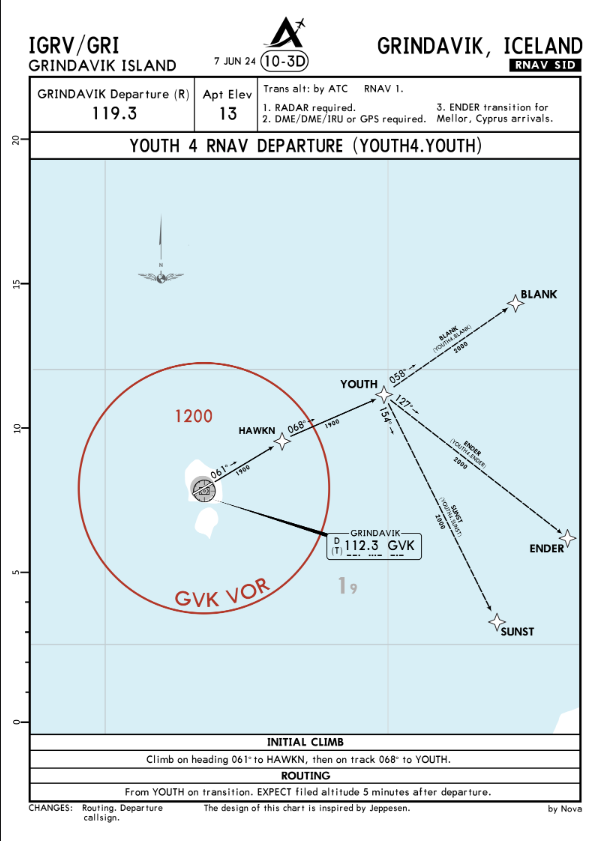 IGRV/GRI
GRINDAVIK ISLAND
7 JUN 24 10-3D
GRINDAVIK, ICELAND
RNAV SID
GRINDAVIK Departure (R)
119.3
Apt Elev
13
Trans alt: by ATC RNAV 1.
1. RADAR required.
2. DME/DME/IRU or GPS required.
3. ENDER transition for
Mellor, Cyprus arrivals.
YOUTH 4 RNAV DEPARTURE (YOUTH4.YOUTH)
20
15
10
5
0
N
BLANK
BLANK
(YOUTH4.BLANK)
2000
058°
YOUTH
127°
154°
1200
HAWKN
068°
1900
061°
1900
ENDER
(YOUTH4.ENDER)
2000
SUNST
(YOUTH4.SUNST)
2000
GRINDAVIK
D
(T)
112.3 GVK
ENDER
19
GVK VOR
SUNST
INITIAL CLIMB
Climb on heading 061° to HAWKN, then on track 068° to YOUTH.
ROUTING
From YOUTH on transition. EXPECT filed altitude 5 minutes after departure.
CHANGES: Routing. Departure
callsign.
The design of this chart is inspired by Jeppesen.
by Nova